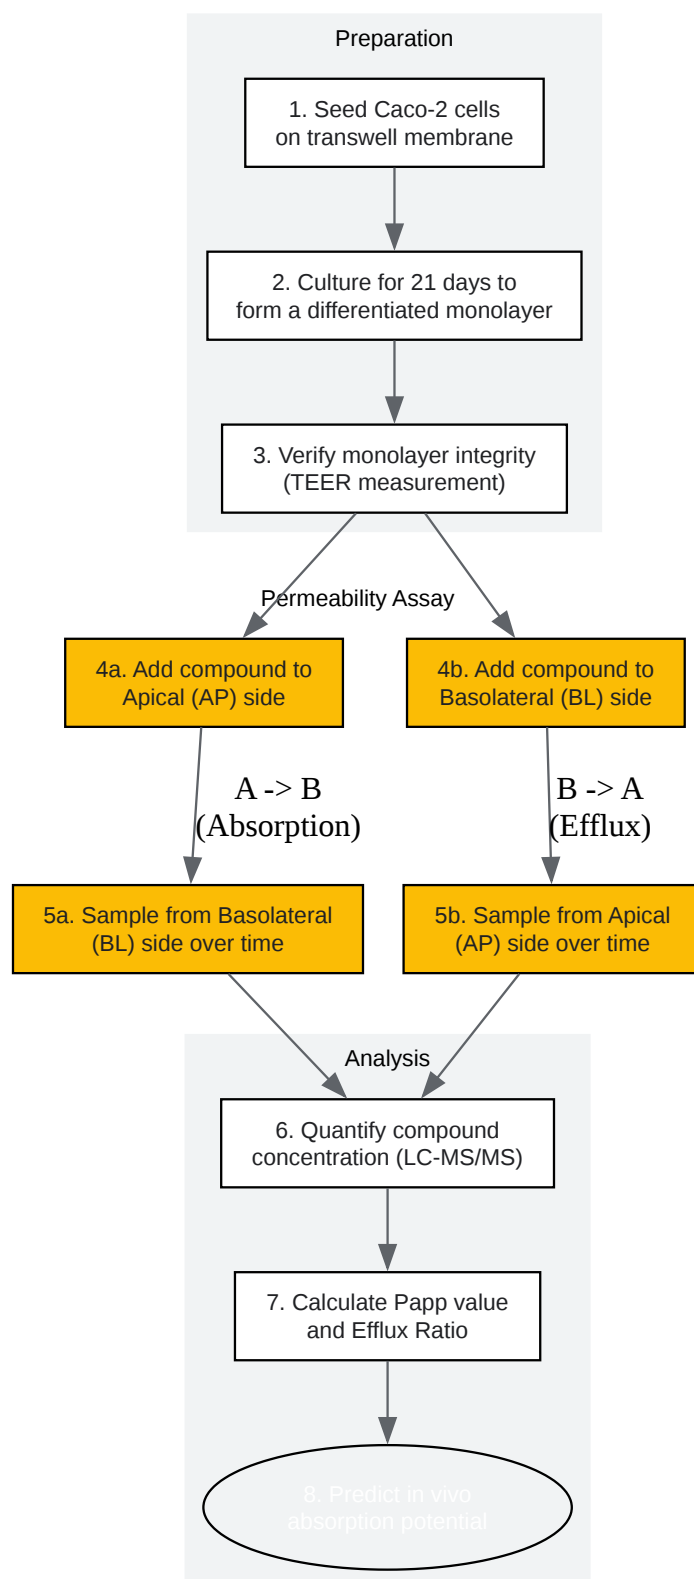 Preparation
1. Seed Caco-2 cells
on transwell membrane
2. Culture for 21 days to
form a differentiated monolayer
3. Verify monolayer integrity
(TEER measurement)
Permeability Assay
4a. Add compound to
Apical (AP) side
4b. Add compound to
Basolateral (BL) side
A -> B
(Absorption)
B -> A
(Efflux)
5a. Sample from Basolateral
(BL) side over time
5b. Sample from Apical
(AP) side over time
Analysis
6. Quantify compound
concentration (LC-MS/MS)
7. Calculate Papp value
and Efflux Ratio
8. Predict in vivo
absorption potential